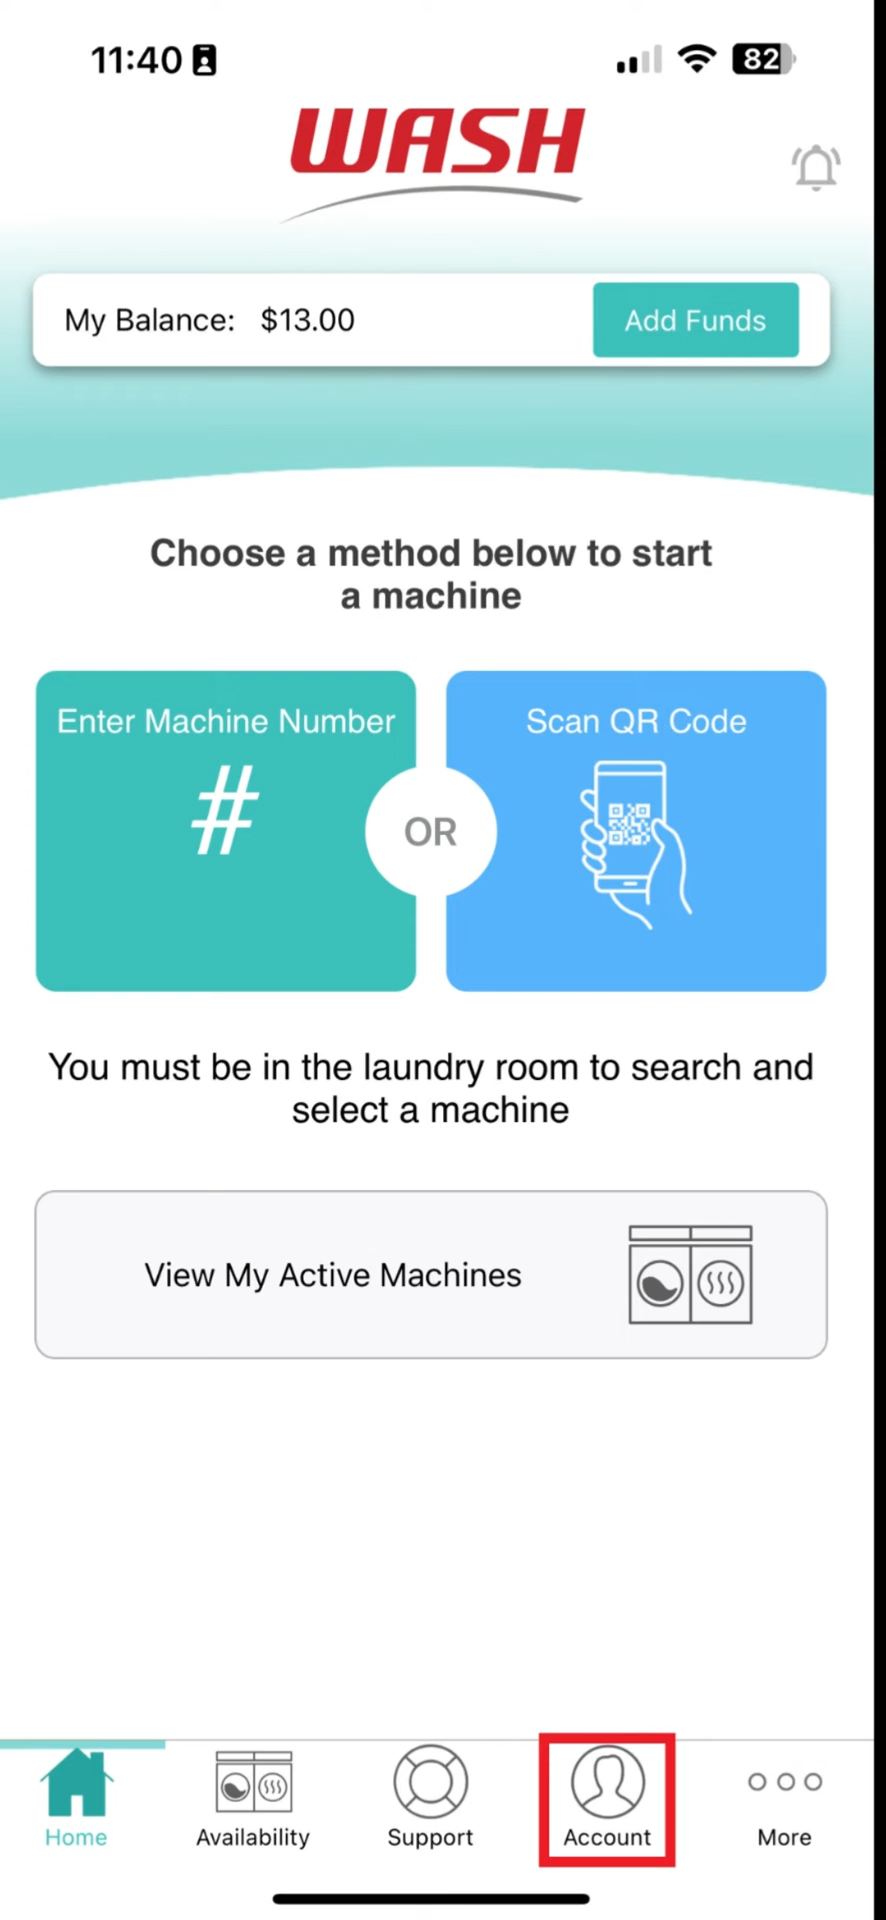 11:40
82
WASH
My Balance: $13.00
Add Funds
Choose a method below to start
a machine
Enter Machine Number
#
OR
Scan QR Code
You must be in the laundry room to search and
select a machine
View My Active Machines
Home
Availability
Support
Account
More